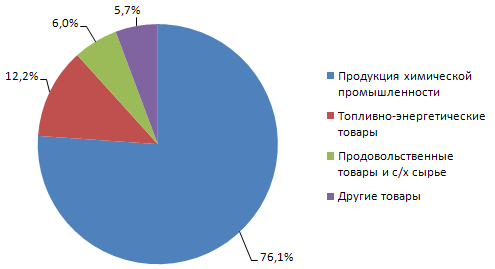 5,7%
6,0%
12,2%
76,1%
Продукция химической
промышленности
Топливно-энергетические
товары
Продовольственные
товары и с/х сырье
Другие товары